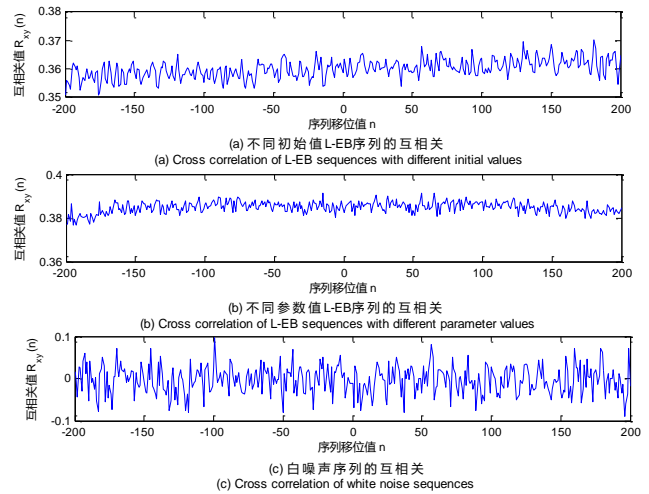 0.38
0.37
0.36
0.35
互相关值 R_xy (n)
-200 -150 -100 -50 0 50 100 150 200
序列移位值 n
(a) 不同初始值 L-EB序列的互相关
(a) Cross correlation of L-EB sequences with different initial values
0.4
0.38
0.36
互相关值 R_xy (n)
-200 -150 -100 -50 0 50 100 150 200
序列移位值 n
(b) 不同参数值 L-EB序列的互相关
(b) Cross correlation of L-EB sequences with different parameter values
0.1
0
-0.1
互相关值 R_xy (n)
-200 -150 -100 -50 0 50 100 150 200
序列移位值 n
(c) 白噪声序列的互相关
(c) Cross correlation of white noise sequences